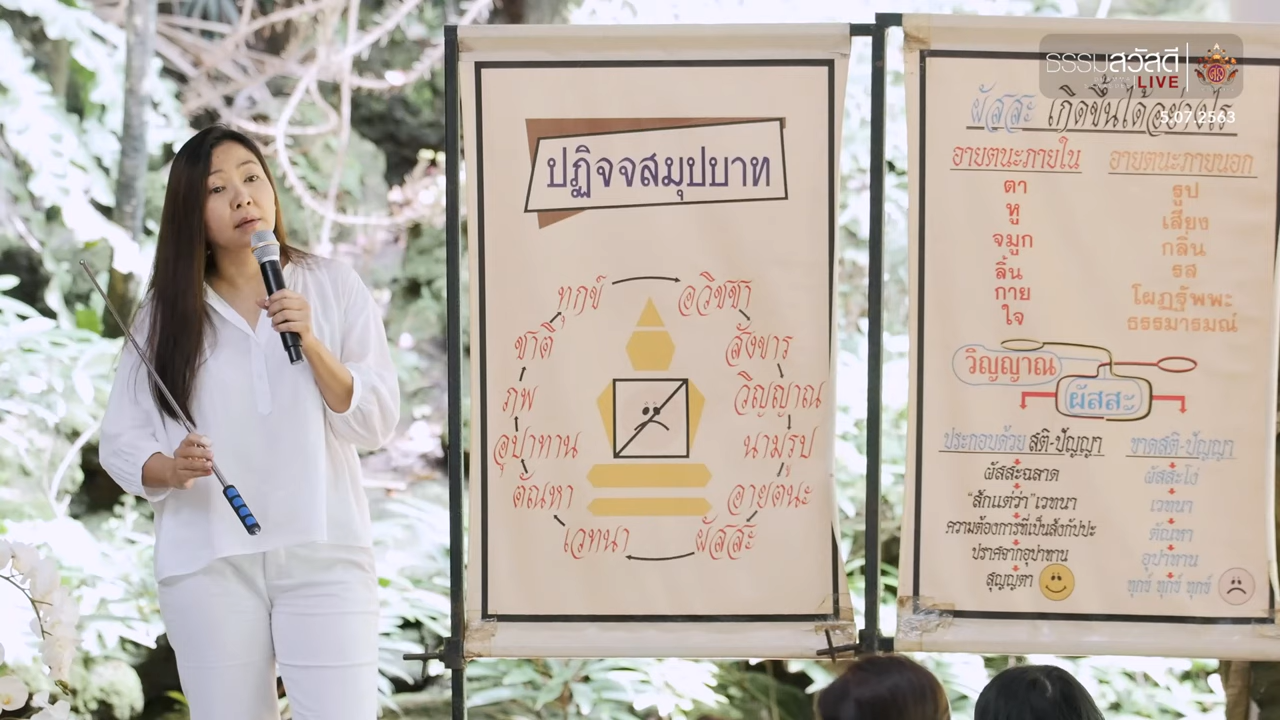 ธรรมสวัสดี
LIVE
5.07.2563
ปฏิจจสมุปบาท
ทุกข์
อวิชชา
ชาติ
สังขาร
ภพ
วิญญาณ
อุปาทาน
นามรูป
ตัณหา
อายตนะ
เวทนา
ผัสสะ
ผัสสะ เกิดขึ้นได้อย่างไร
อายตนะภายใน อายตนะภายนอก
ตา รูป
หู เสียง
จมูก กลิ่น
ลิ้น รส
กาย โผฏฐัพพะ
ใจ ธรรมารมณ์
วิญญาณ
ผัสสะ
ประกอบด้วย สติ-ปัญญา
ผัสสะฉลาด
"สักแต่ว่า"เวทนา
ความต้องการที่เป็นสังกัปปะ
ปราศจากอุปาทาน
สุญญตา
ขาดสติ-ปัญญา
ผัสสะโง่
เวทนา
ตัณหา
อุปาทาน
ทุกข์ ทุกข์ ทุกข์